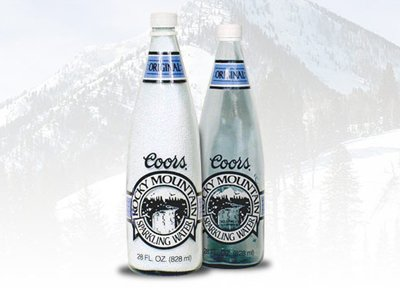 ORIGINAL
Coors
ROCKY MOUNTAIN
SPARKLING WATER
28 FL. OZ. (828 ml)
ORIGINAL
Coors
ROCKY MOUNTAIN
SPARKLING WATER
28 FL. OZ. (828 ml)